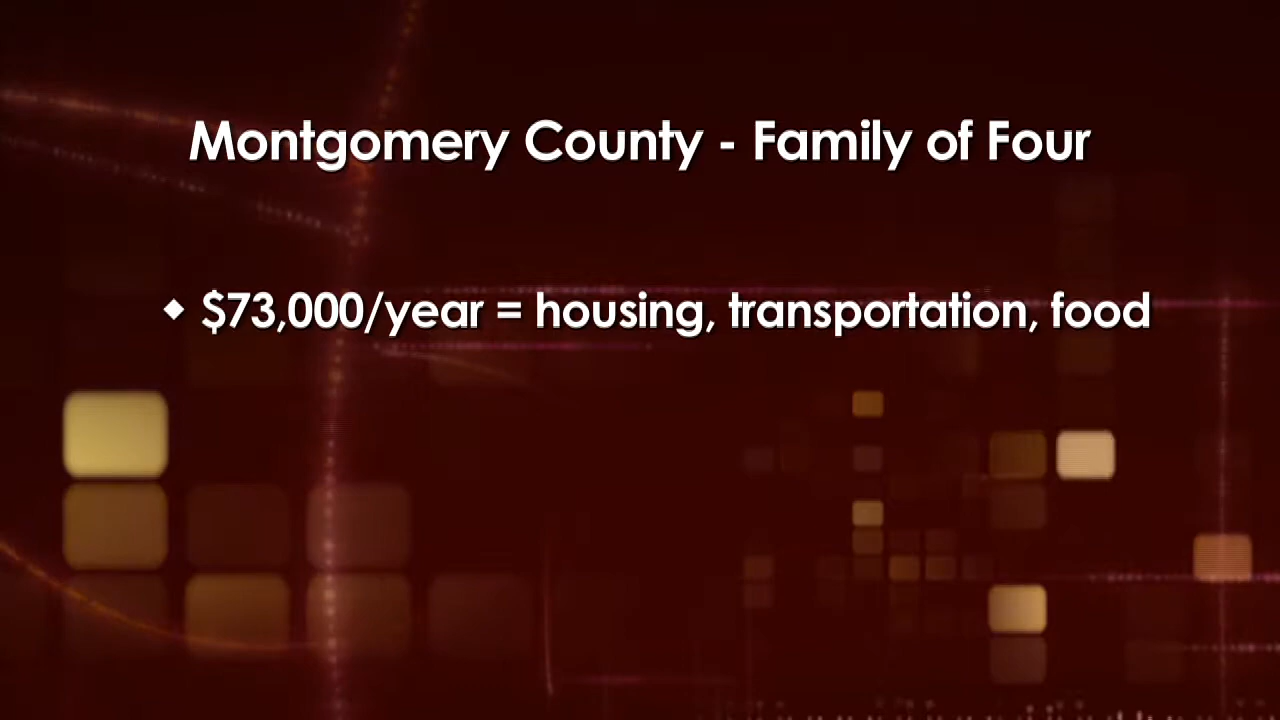 Montgomery County - Family of Four
◆ $73,000/year = housing, transportation, food